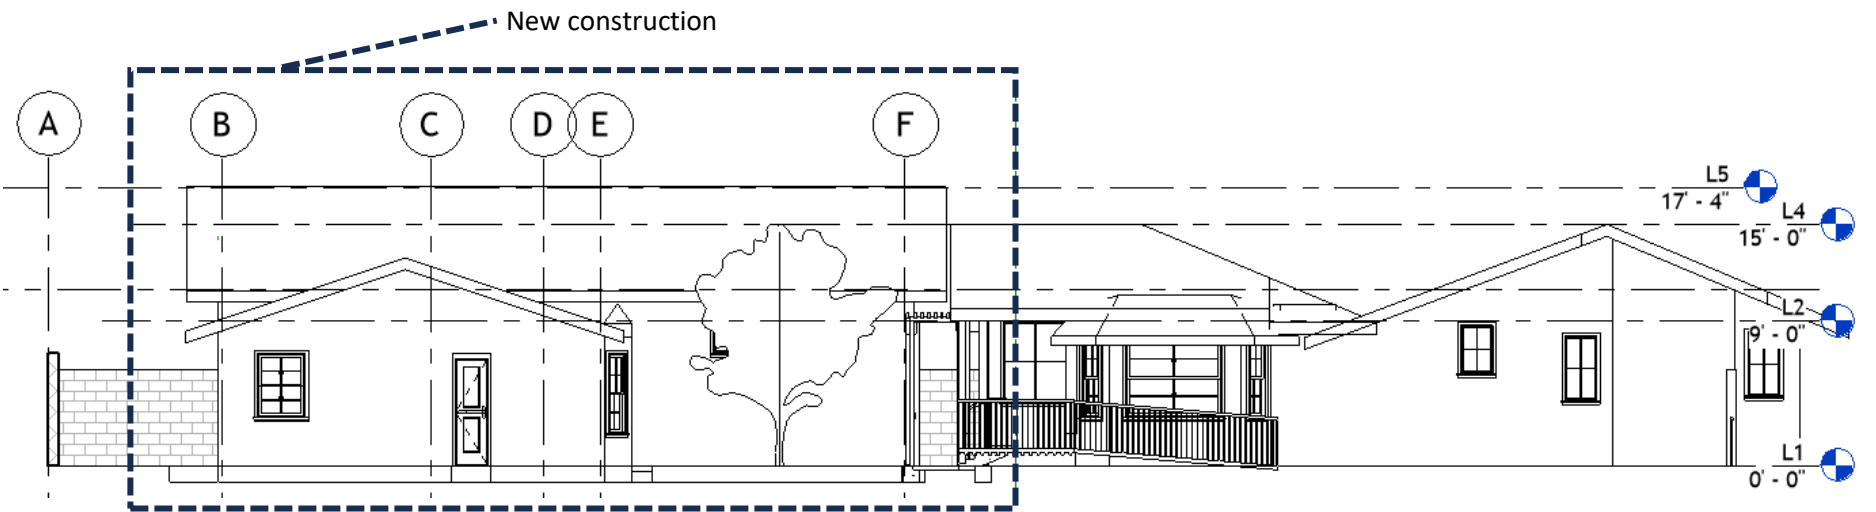 New construction
A
B
C
D
E
F
L5
17' - 4"
L4
15' - 0"
L2
9' - 0"
L1
0' - 0"